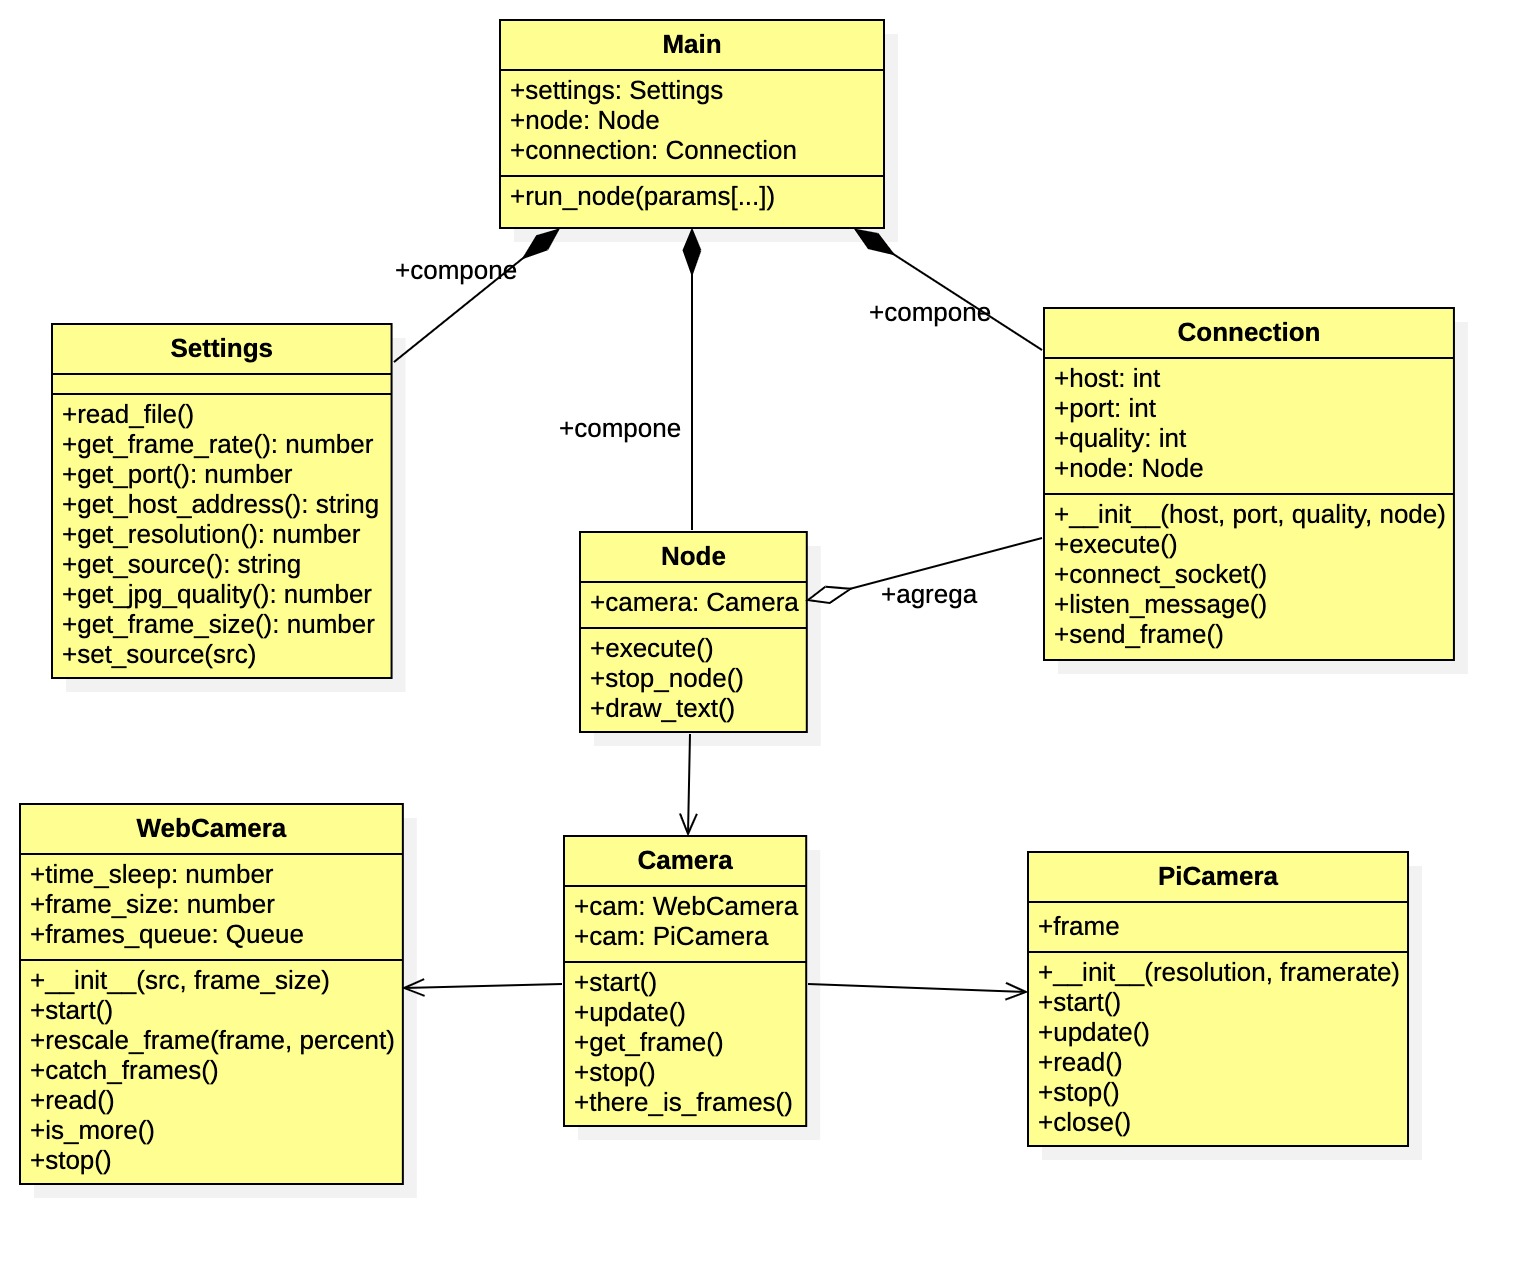 Main
+settings: Settings
+node: Node
+connection: Connection
+run_node(params[...])
+compone
+compone
+compone
Settings
+read_file()
+get_frame_rate(): number
+get_port(): number
+get_host_address(): string
+get_resolution(): number
+get_source(): string
+get_jpg_quality(): number
+get_frame_size(): number
+set_source(src)
Connection
+host: int
+port: int
+quality: int
+node: Node
+__init__(host, port, quality, node)
+execute()
+connect_socket()
+listen_message()
+send_frame()
Node
+camera: Camera
+execute()
+stop_node()
+draw_text()
+agrega
WebCamera
+time_sleep: number
+frame_size: number
+frames_queue: Queue
+__init__(src, frame_size)
+start()
+rescale_frame(frame, percent)
+catch_frames()
+read()
+is_more()
+stop()
Camera
+cam: WebCamera
+cam: PiCamera
+start()
+update()
+get_frame()
+stop()
+there_is_frames()
PiCamera
+frame
+__init__(resolution, framerate)
+start()
+update()
+read()
+stop()
+close()